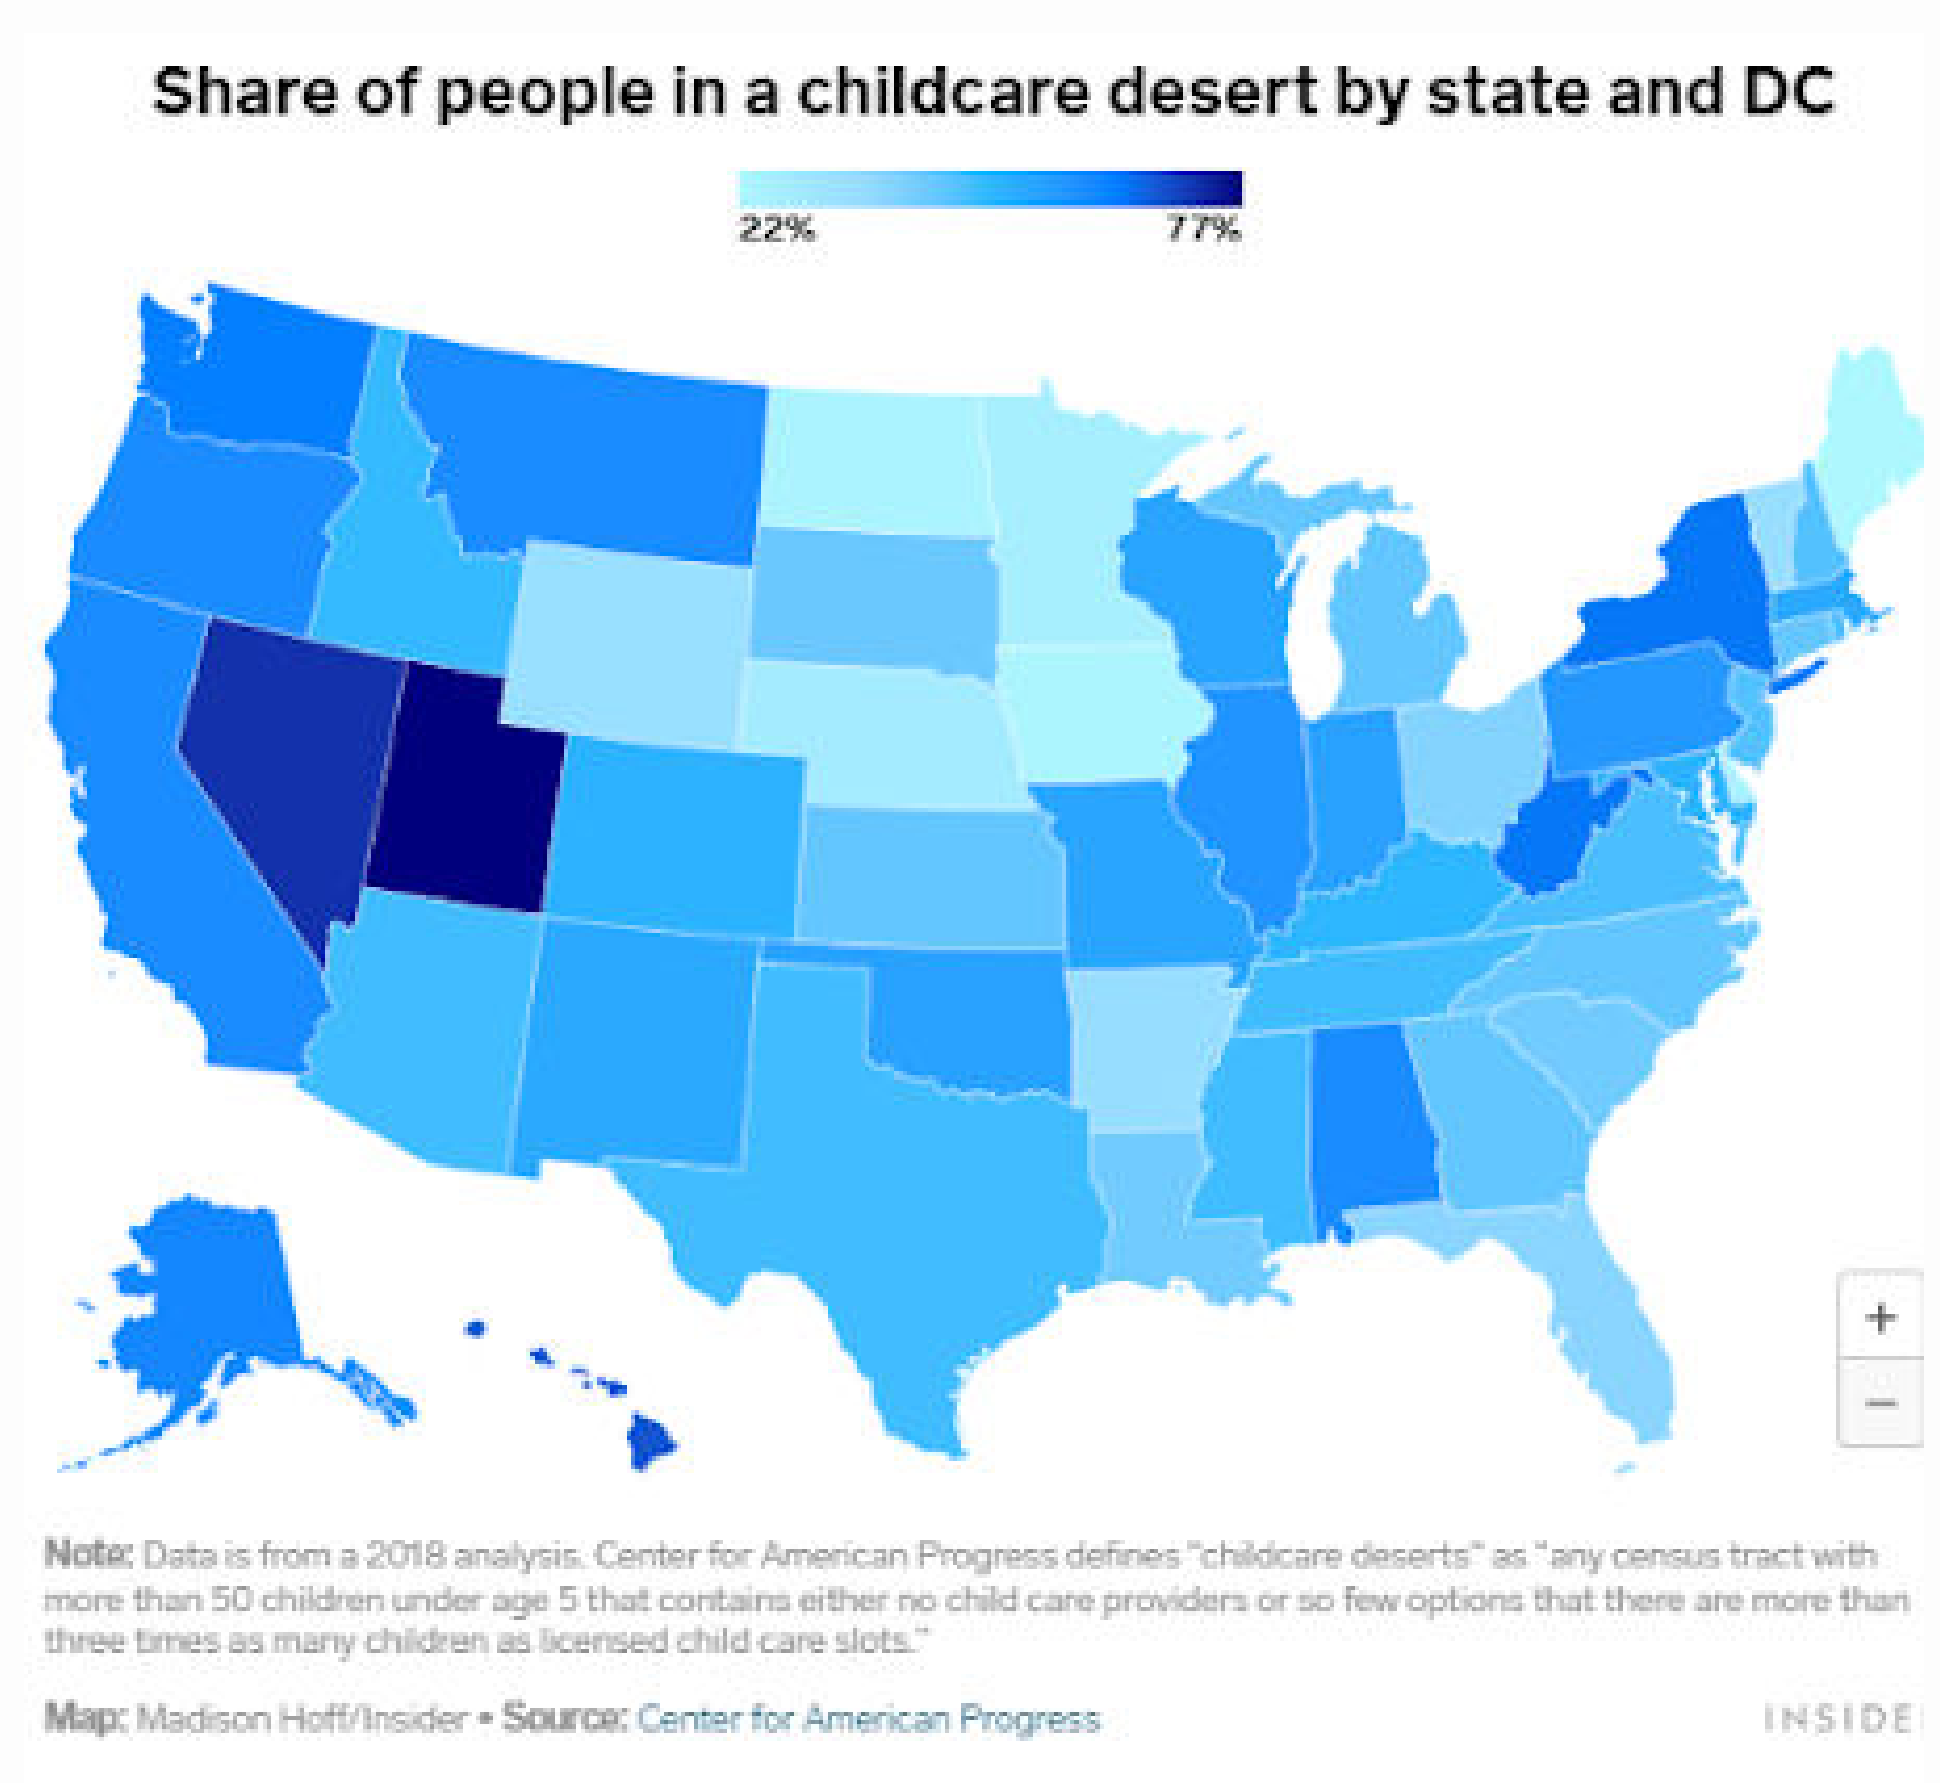 Share of people in a childcare desert by state and DC
22% 77%
+
−
Note: Data is from a 2018 analysis. Center for American Progress defines "childcare deserts" as "any census tract with
more than 50 children under age 5 that contains either no child care providers or so few options that there are more than
three times as many children as licensed child care slots."
Map: Madison Hoff/Insider • Source: Center for American Progress
INSIDE